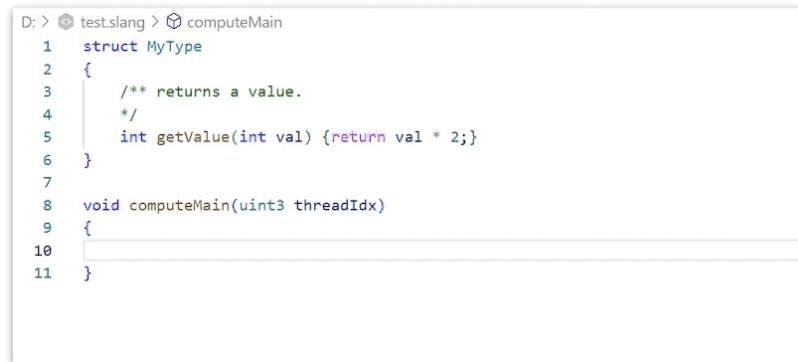 D: > test.slang > computeMain
1 struct MyType
2 {
3 /** returns a value.
4 */
5 int getValue(int val) {return val * 2;}
6 }
7
8 void computeMain(uint3 threadIdx)
9 {
10
11 }